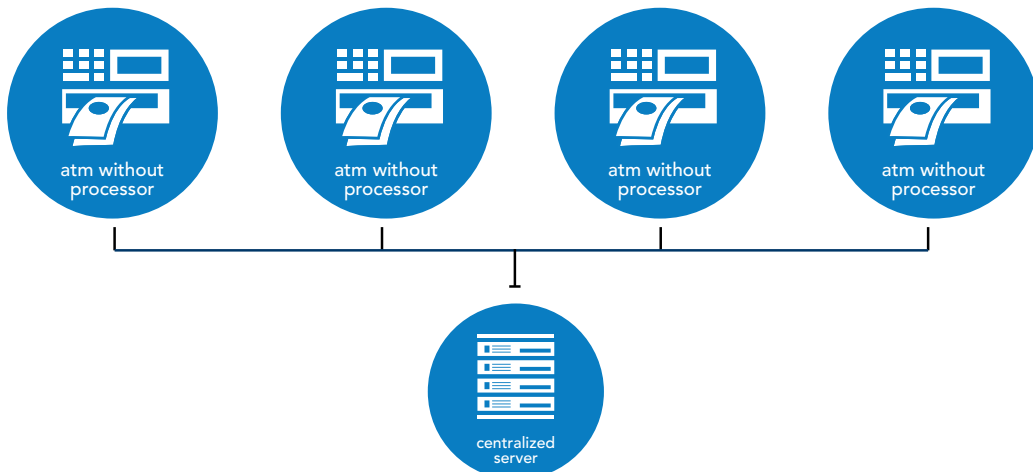 atm without
processor
atm without
processor
atm without
processor
atm without
processor
centralized
server